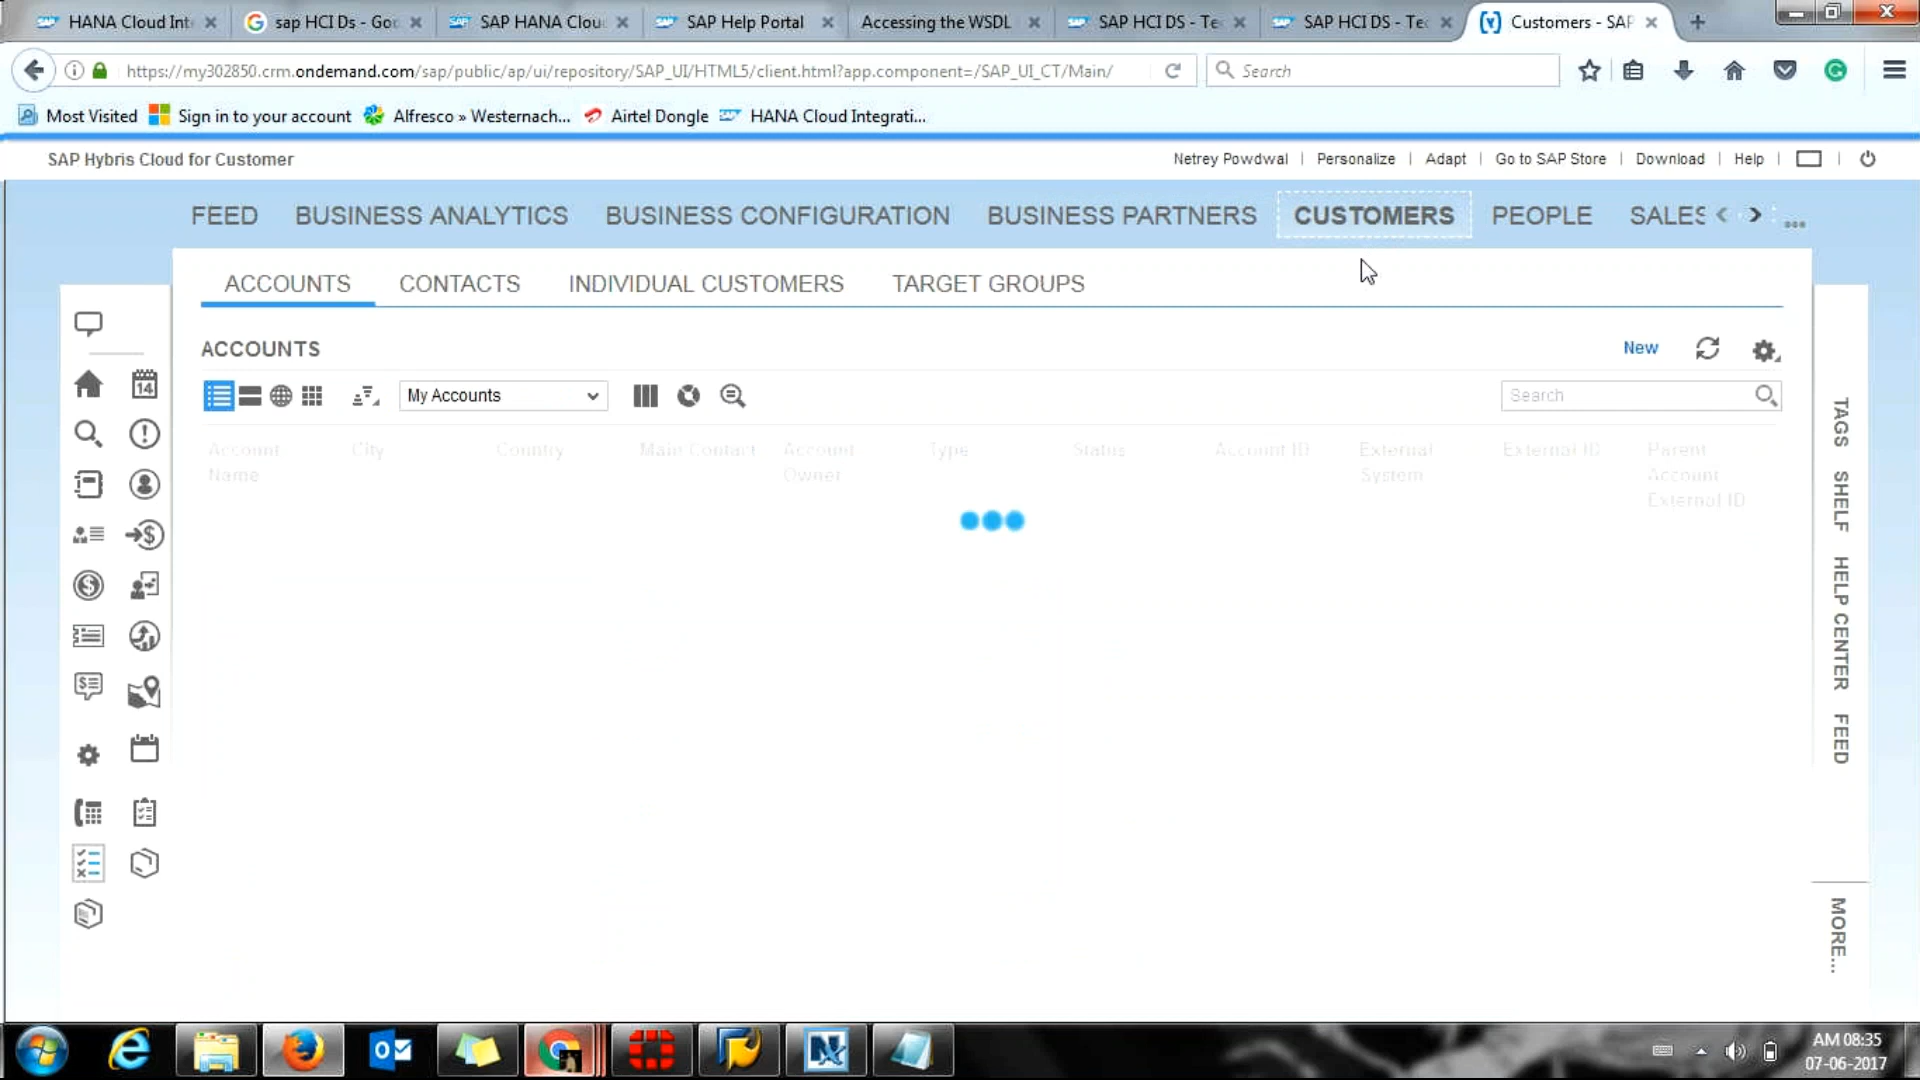 HANA Cloud Int
sap HCI Ds - Go
SAP HANA Clou
SAP Help Portal
Accessing the WSDL
SAP HCI DS - Te
SAP HCI DS - Te
Customers - SAP
https://my302850.crm.ondemand.com/sap/public/ap/ui/repository/SAP_UI/HTML5/client.html?app.component=/SAP_UI_CT/Main/
Search
Most Visited
Sign in to your account
Alfresco » Westernach...
Airtel Dongle
HANA Cloud Integrati...
SAP Hybris Cloud for Customer
Netrey Powdwal | Personalize | Adapt | Go to SAP Store | Download | Help
FEED BUSINESS ANALYTICS BUSINESS CONFIGURATION BUSINESS PARTNERS CUSTOMERS PEOPLE SALES
ACCOUNTS CONTACTS INDIVIDUAL CUSTOMERS TARGET GROUPS
ACCOUNTS
New
My Accounts
Search
Account Name
City
Country
Main Contact
Account Owner
Type
Status
Account ID
External System
External ID
Parent Account External ID
14
TAGS
SHELF
HELP CENTER
FEED
MORE...
AM 08:35
07-06-2017